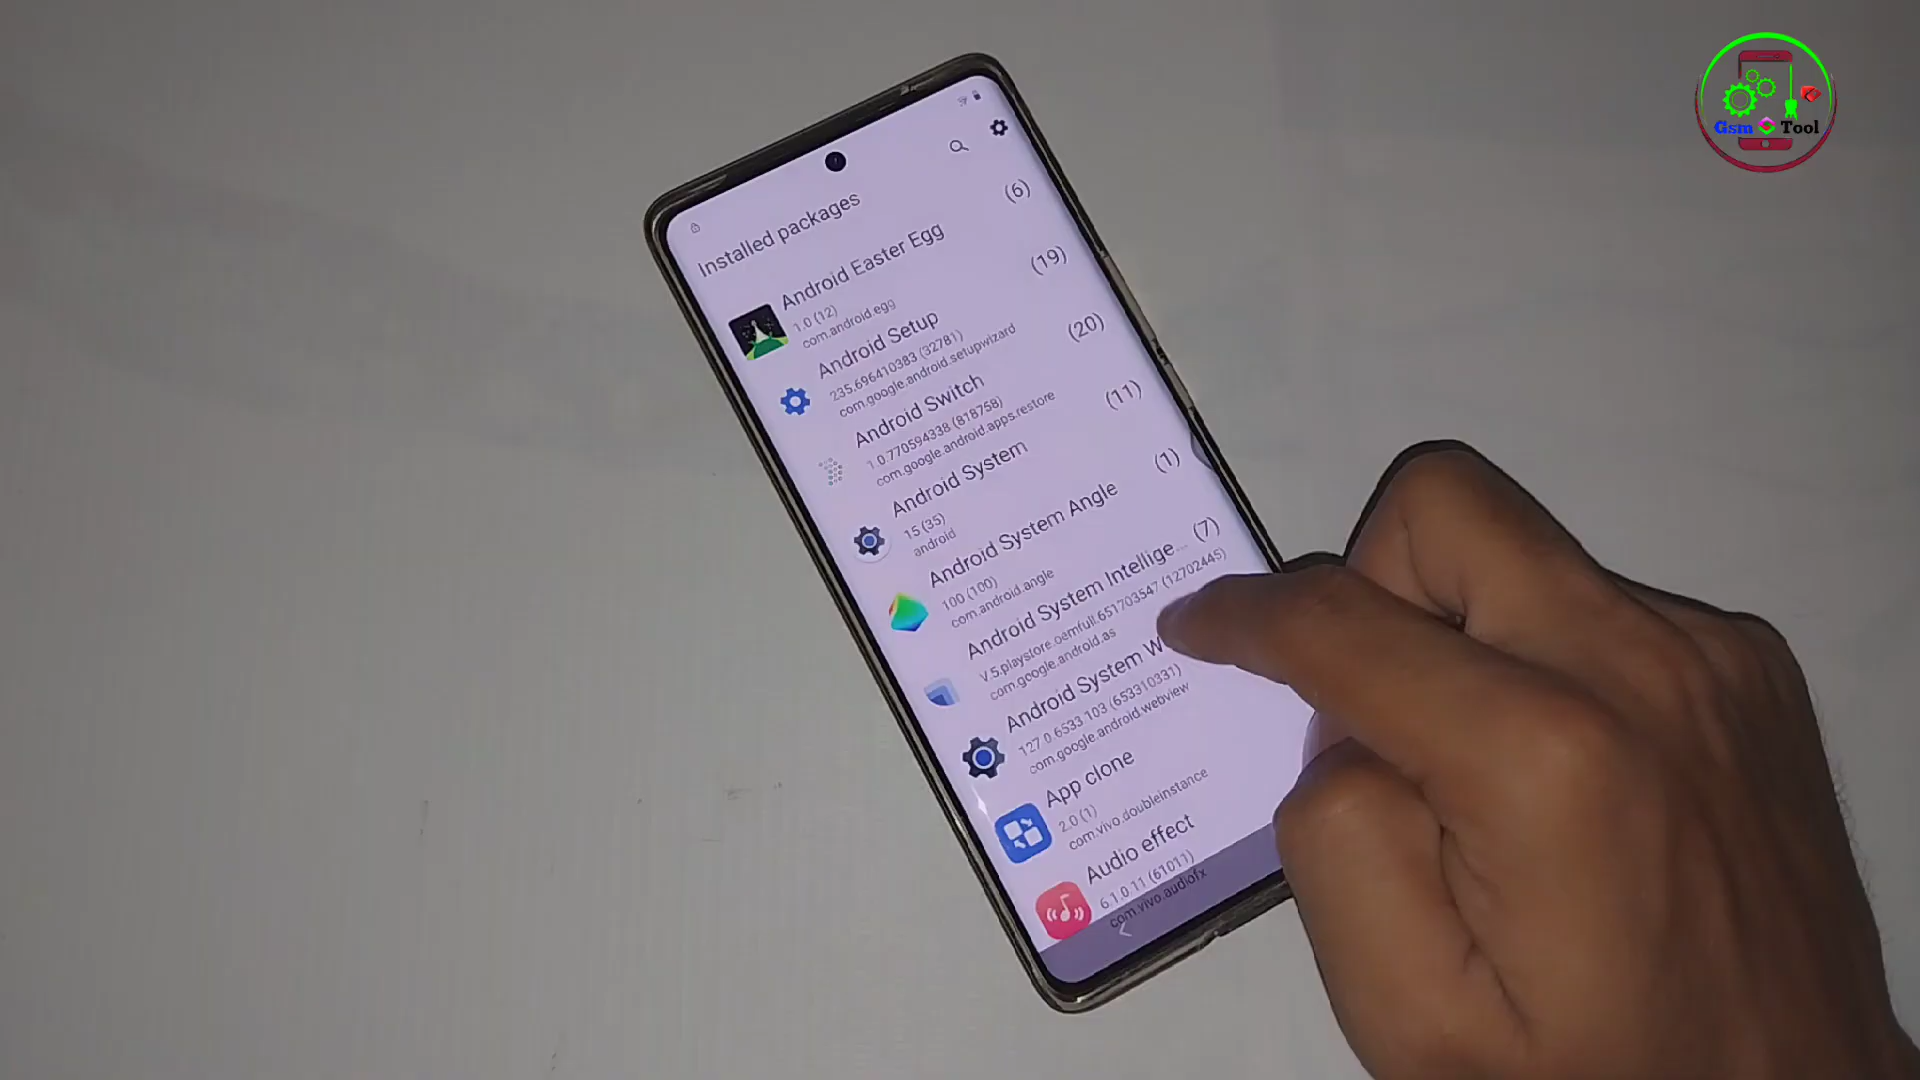 Gsm Tool
Installed packages
Android Easter Egg (6)
1.0 (12)
com.android.egg
Android Setup (19)
235.696410383 (32781)
com.google.android.setupwizard
Android Switch (20)
1.0.770594338 (818758)
com.google.android.apps.restore
Android System (11)
15 (35)
android
Android System Angle (1)
100 (100)
com.android.angle
Android System Intellige... (7)
V.5.playstore.oemfull.651703547 (12702445)
com.google.android.as
Android System W
127.0.6533.103 (653310331)
com.google.android.webview
App clone
2.0 (1)
com.vivo.doubleinstance
Audio effect
6.1.0.11 (61011)
com.vivo.audiofx